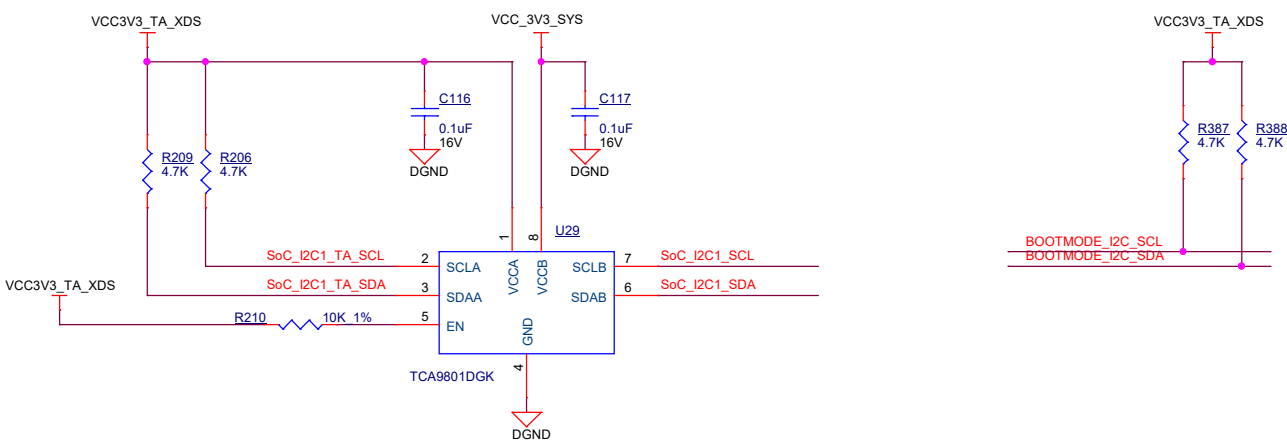 VCC3V3_TA_XDS
VCC_3V3_SYS
VCC3V3_TA_XDS
C116
0.1uF
16V
DGND
C117
0.1uF
16V
DGND
R209
4.7K
R206
4.7K
R387
4.7K
R388
4.7K
U29
1
8
VCCA
VCCB
SoC_I2C1_TA_SCL
2
SCLA
SCLB
7
SoC_I2C1_SCL
SoC_I2C1_TA_SDA
3
SDAA
SDAB
6
SoC_I2C1_SDA
BOOTMODE_I2C_SCL
BOOTMODE_I2C_SDA
VCC3V3_TA_XDS
R210
10K_1%
5
EN
GND
4
TCA9801DGK
DGND